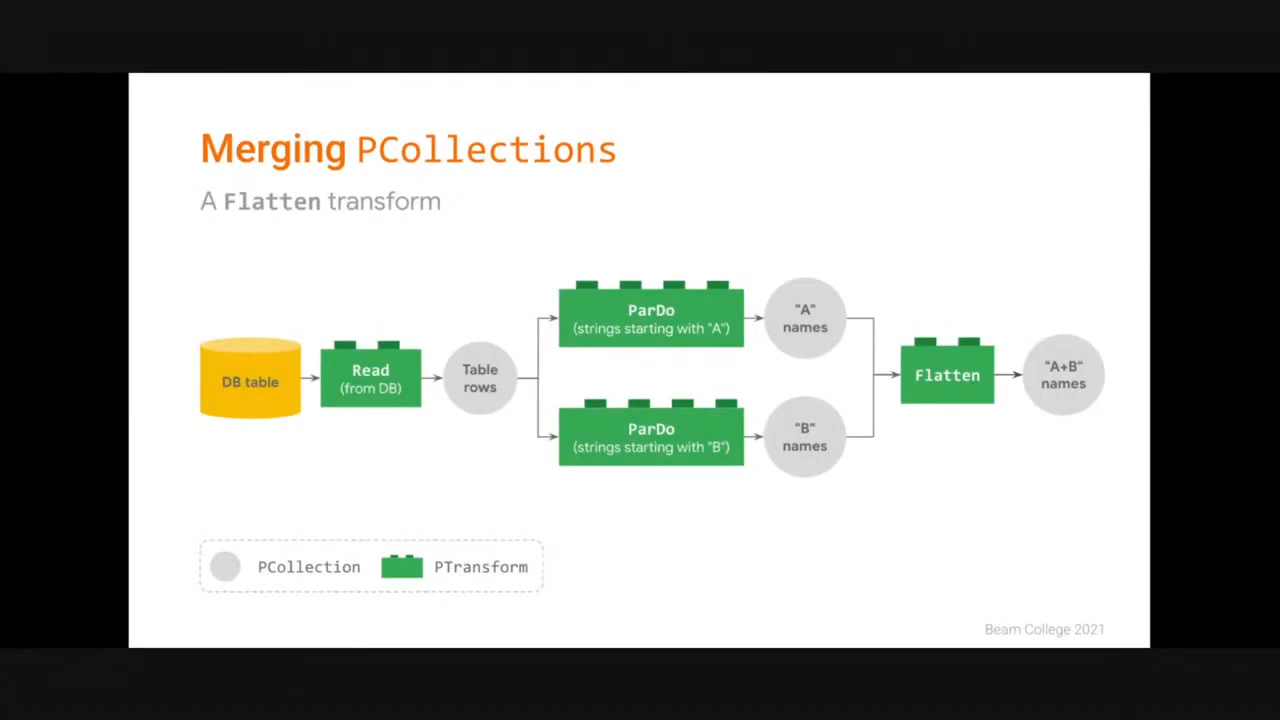 Merging PCollections
A Flatten transform
DB table
Read
(from DB)
Table
rows
ParDo
(strings starting with "A")
"A"
names
ParDo
(strings starting with "B")
"B"
names
Flatten
"A+B"
names
PCollection
PTransform
Beam College 2021